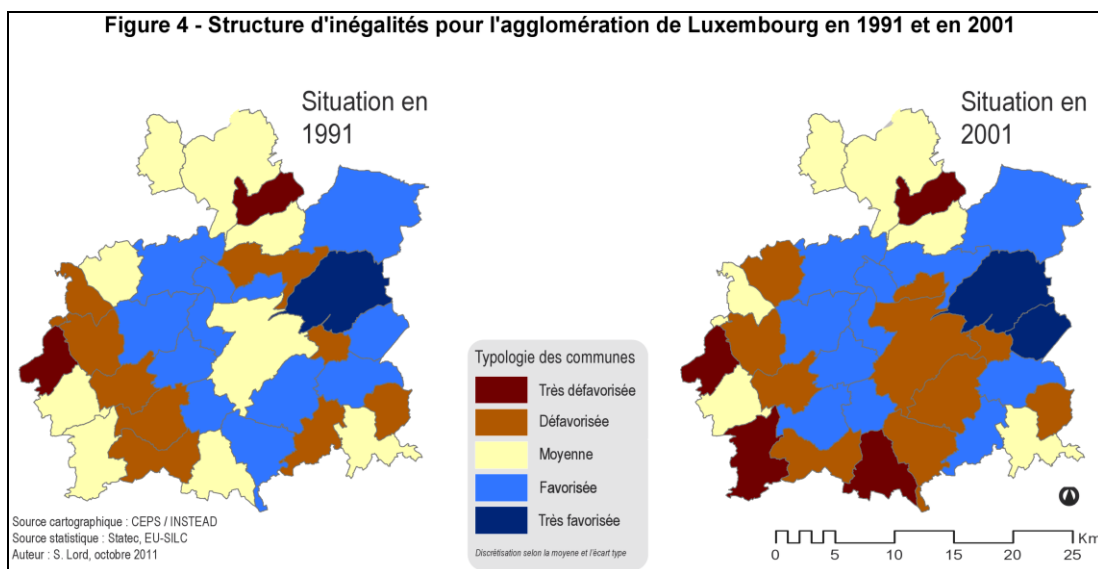 Figure 4 - Structure d'inégalités pour l'agglomération de Luxembourg en 1991 et en 2001
Situation en
1991
Situation en
2001
Typologie des communes
Très défavorisée
Défavorisée
Moyenne
Favorisée
Très favorisée
Discrétisation selon la moyenne et l'écart type
Source cartographique : CEPS / INSTEAD
Source statistique : Statec, EU-SILC
Auteur : S. Lord, octobre 2011
Km
0 5 10 15 20 25